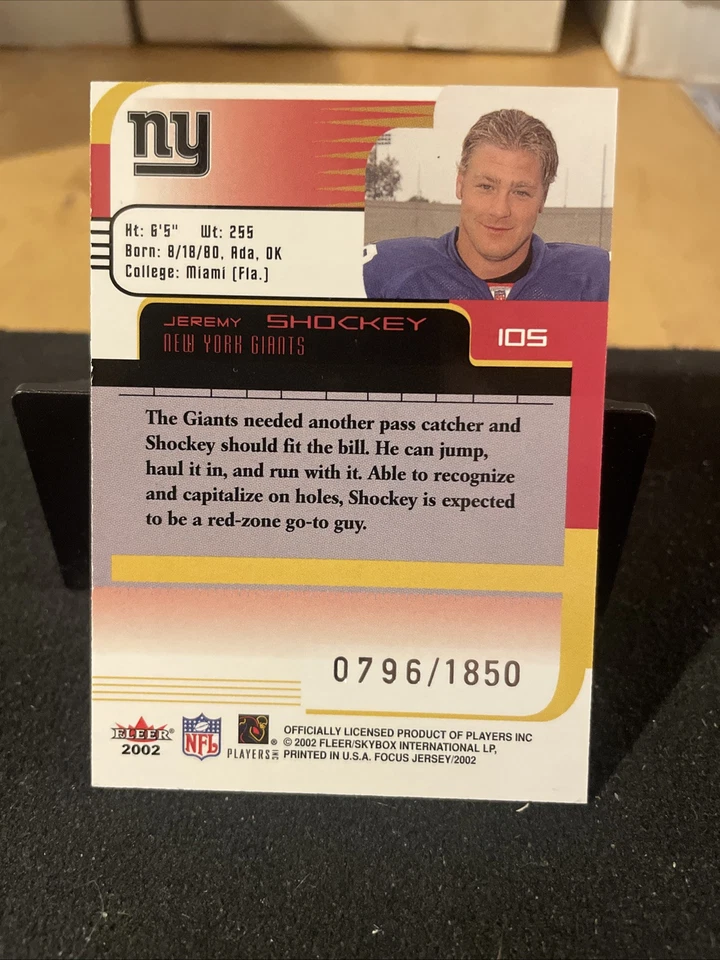 ny
Ht: 6'5" Wt: 255
Born: 8/18/80, Ada, OK
College: Miami (Fla.)
JEREMY SHOCKEY
NEW YORK GIANTS
105
The Giants needed another pass catcher and
Shockey should fit the bill. He can jump,
haul it in, and run with it. Able to recognize
and capitalize on holes, Shockey is expected
to be a red-zone go-to guy.
0796/1850
FLEER®
2002
NFL
PLAYERS INC
®
OFFICIALLY LICENSED PRODUCT OF PLAYERS INC
© 2002 FLEER/SKYBOX INTERNATIONAL LP,
PRINTED IN U.S.A. FOCUS JERSEY/2002